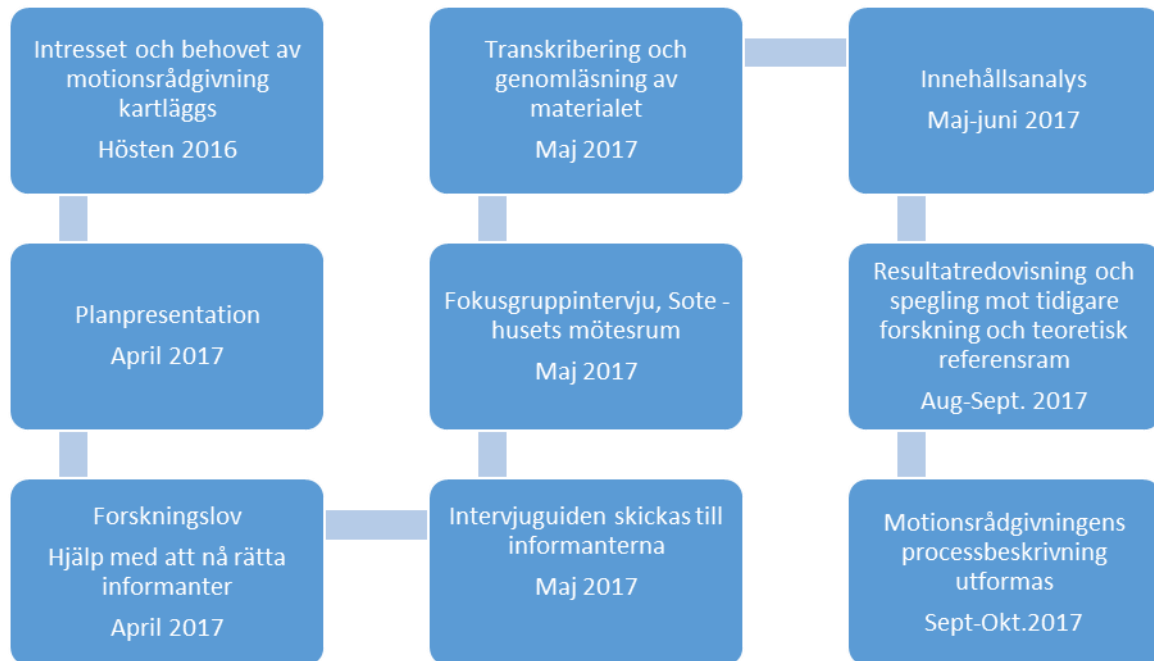 Intresset och behovet av
motionsrådgivning
kartläggs
Hösten 2016
Planpresentation
April 2017
Forskningslov
Hjälp med att nå rätta
informanter
April 2017
Intervjuguiden skickas till
informanterna
Maj 2017
Fokusgruppintervju, Sote -
husets mötesrum
Maj 2017
Transkribering och
genomläsning av
materialet
Maj 2017
Innehållsanalys
Maj-juni 2017
Resultatredovisning och
spegling mot tidigare
forskning och teoretisk
referensram
Aug-Sept. 2017
Motionsrådgivningens
processbeskrivning
utformas
Sept-Okt.2017